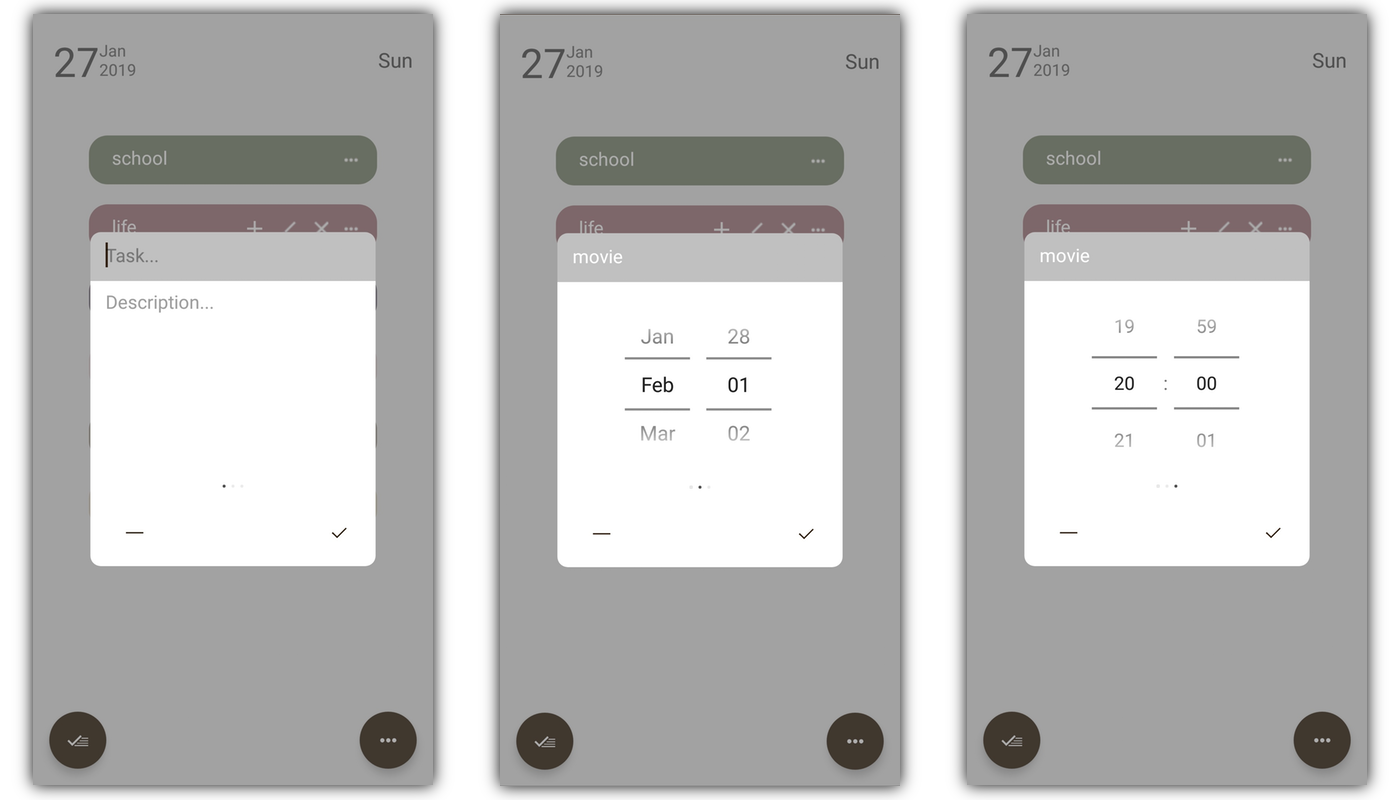 27 Jan
2019
Sun
school
life
Task...
Description...
27 Jan
2019
Sun
school
life
movie
Jan 28
Feb 01
Mar 02
27 Jan
2019
Sun
school
life
movie
19 59
20 : 00
21 01